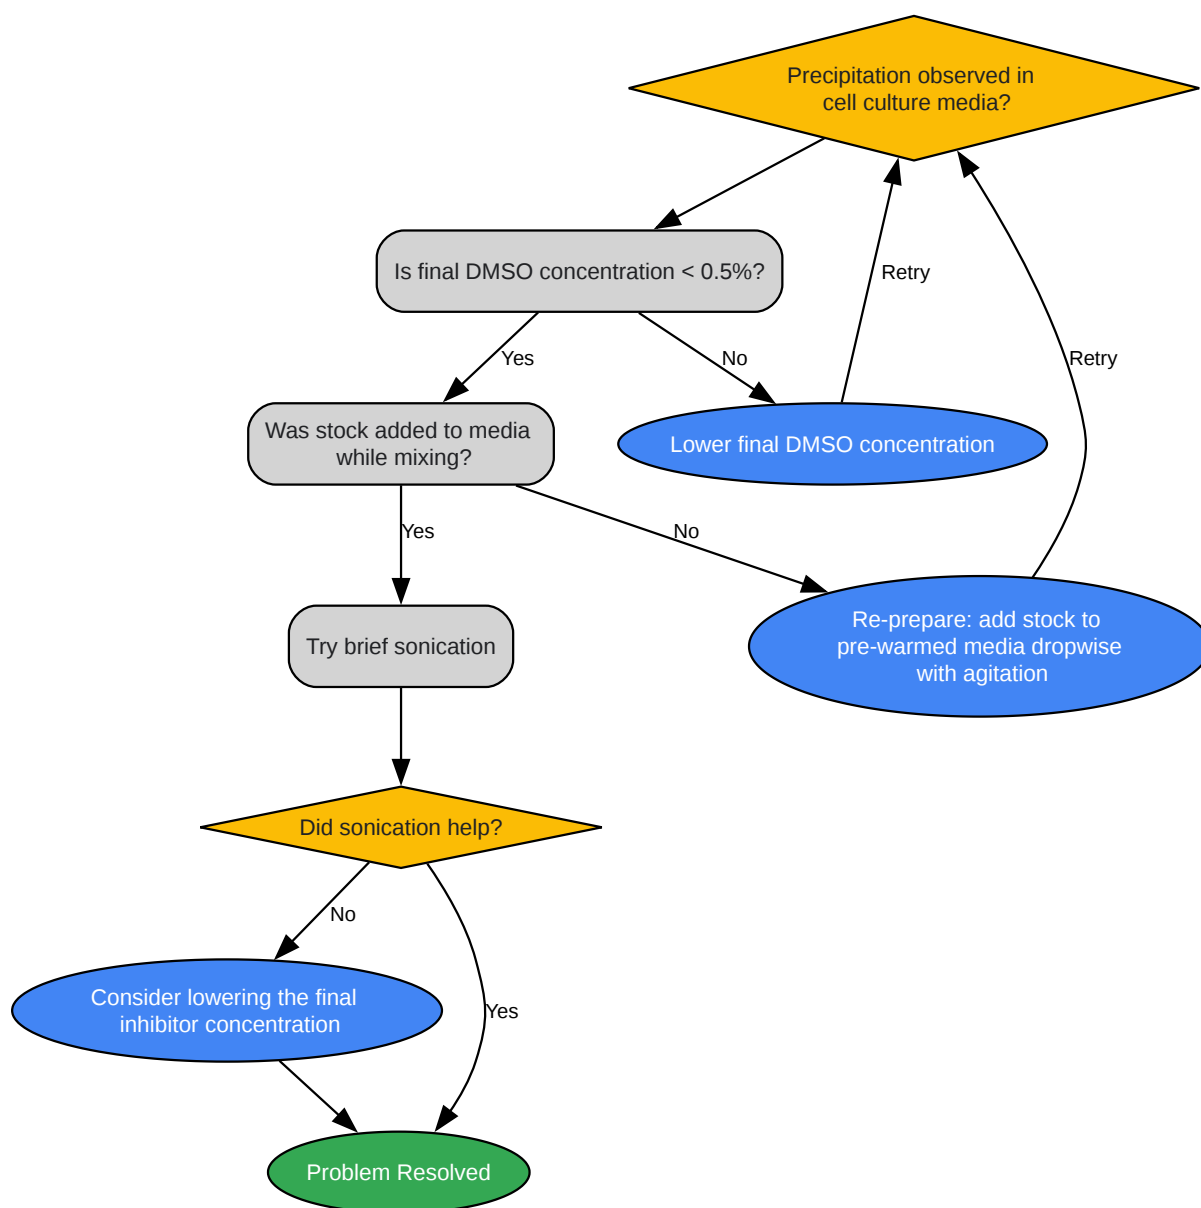 Precipitation observed in
cell culture media?
Is final DMSO concentration < 0.5%?
Retry
Yes
No
Retry
Was stock added to media
while mixing?
Lower final DMSO concentration
Yes
No
Re-prepare: add stock to
pre-warmed media dropwise
with agitation
Try brief sonication
Did sonication help?
No
Yes
Consider lowering the final
inhibitor concentration
Problem Resolved